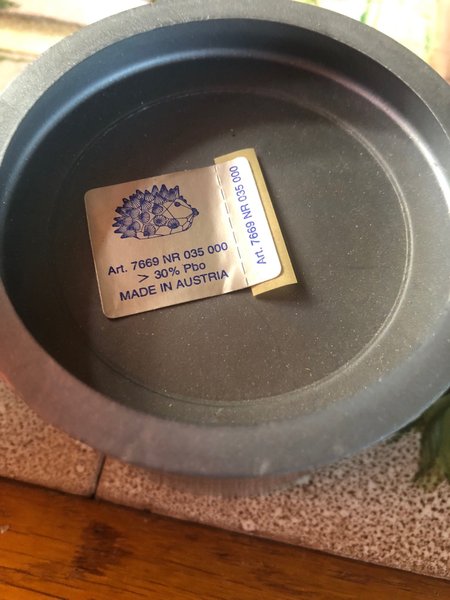 Art. 7669 NR 035 000
> 30% Pbo
MADE IN AUSTRIA
Art. 7669 NR 035 000